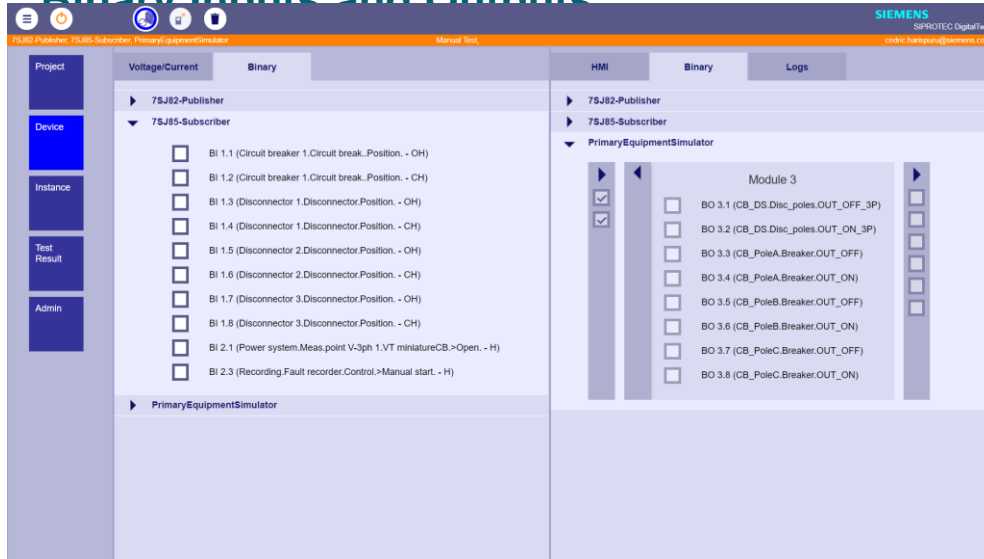 Binary Inputs and Outputs
SIEMENS
SIPROTEC DigitalTw
7SJ82-Publisher, 7SJ85-Subscriber, PrimaryEquipmentSimulator
Manual Test,
cedric.harispuru@siemens.co
Project
Device
Instance
Test
Result
Admin
Voltage/Current
Binary
7SJ82-Publisher
7SJ85-Subscriber
BI 1.1 (Circuit breaker 1.Circuit break..Position. - OH)
BI 1.2 (Circuit breaker 1.Circuit break..Position. - CH)
BI 1.3 (Disconnector 1.Disconnector.Position. - OH)
BI 1.4 (Disconnector 1.Disconnector.Position. - CH)
BI 1.5 (Disconnector 2.Disconnector.Position. - OH)
BI 1.6 (Disconnector 2.Disconnector.Position. - CH)
BI 1.7 (Disconnector 3.Disconnector.Position. - OH)
BI 1.8 (Disconnector 3.Disconnector.Position. - CH)
BI 2.1 (Power system.Meas.point V-3ph 1.VT miniatureCB.>Open. - H)
BI 2.3 (Recording.Fault recorder.Control.>Manual start. - H)
PrimaryEquipmentSimulator
HMI
Binary
Logs
7SJ82-Publisher
7SJ85-Subscriber
PrimaryEquipmentSimulator
Module 3
BO 3.1 (CB_DS.Disc_poles.OUT_OFF_3P)
BO 3.2 (CB_DS.Disc_poles.OUT_ON_3P)
BO 3.3 (CB_PoleA.Breaker.OUT_OFF)
BO 3.4 (CB_PoleA.Breaker.OUT_ON)
BO 3.5 (CB_PoleB.Breaker.OUT_OFF)
BO 3.6 (CB_PoleB.Breaker.OUT_ON)
BO 3.7 (CB_PoleC.Breaker.OUT_OFF)
BO 3.8 (CB_PoleC.Breaker.OUT_ON)